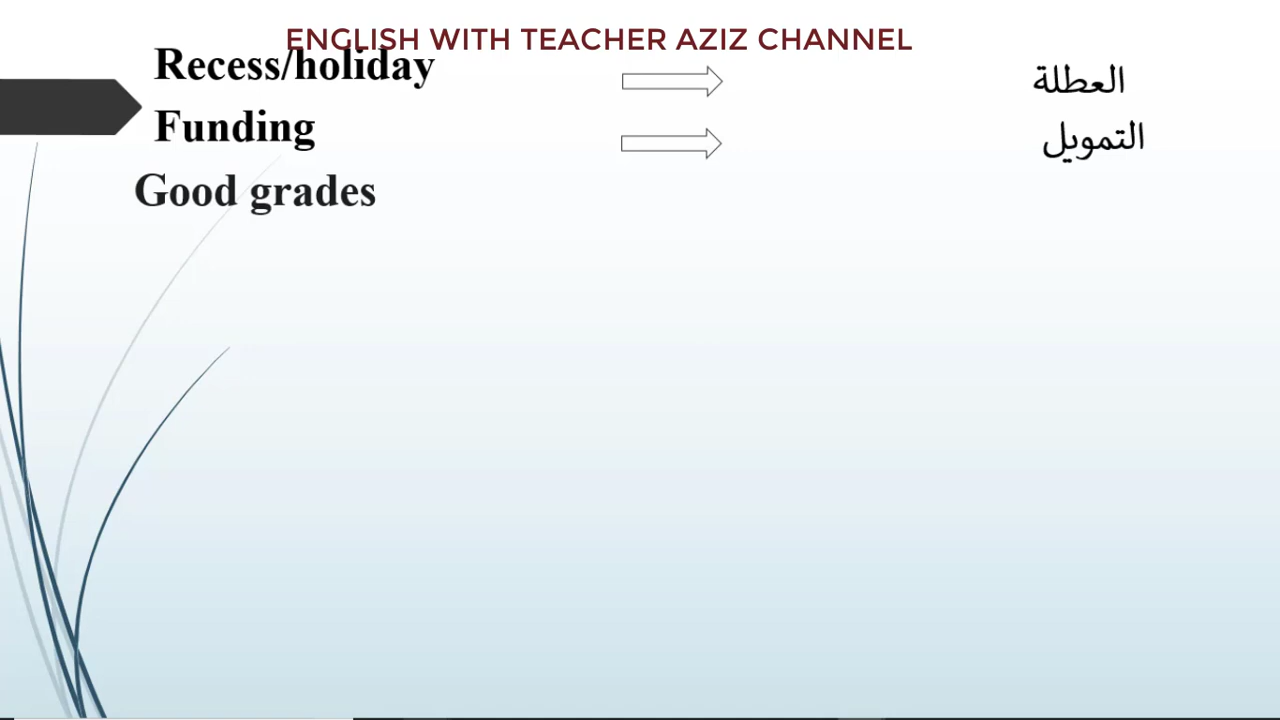 ENGLISH WITH TEACHER AZIZ CHANNEL
Recess/holiday العطلة
Funding التمويل
Good grades